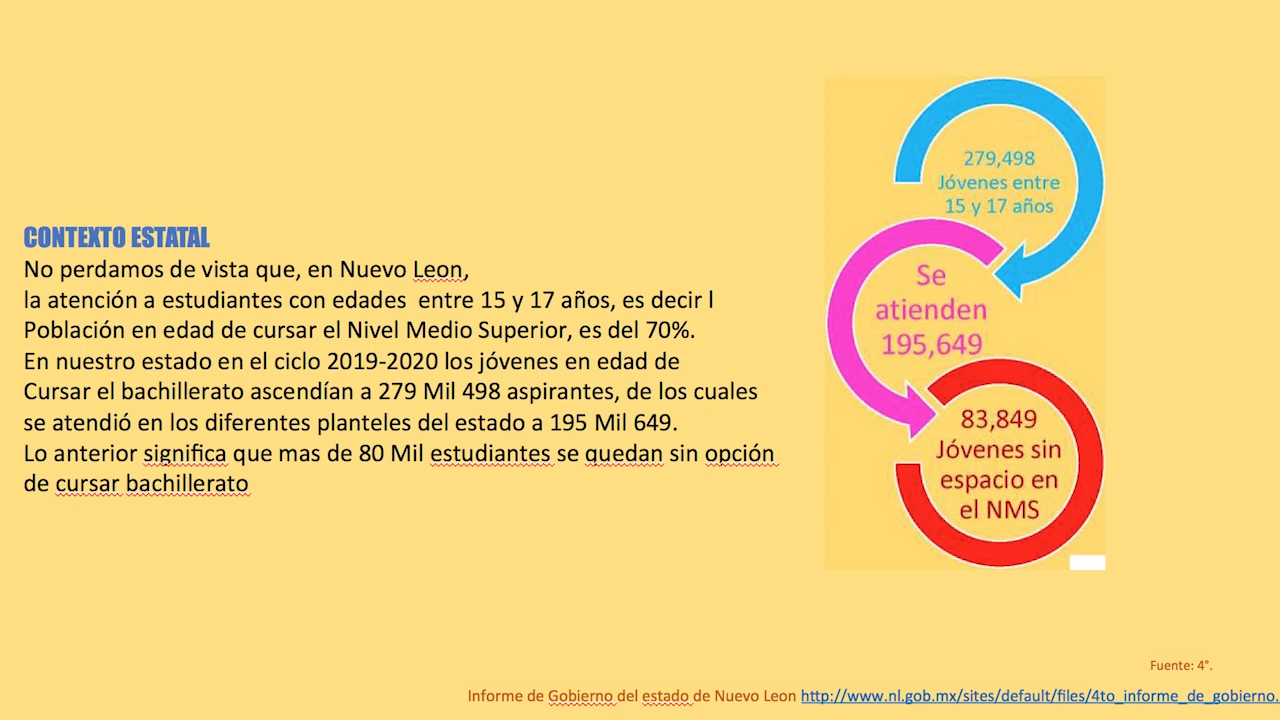 CONTEXTO ESTATAL
No perdamos de vista que, en Nuevo Leon,
la atención a estudiantes con edades  entre 15 y 17 años, es decir l
Población en edad de cursar el Nivel Medio Superior, es del 70%.
En nuestro estado en el ciclo 2019-2020 los jóvenes en edad de
Cursar el bachillerato ascendían a 279 Mil 498 aspirantes, de los cuales
se atendió en los diferentes planteles del estado a 195 Mil 649.
Lo anterior significa que mas de 80 Mil estudiantes se quedan sin opción
de cursar bachillerato
279,498
Jóvenes entre
15 y 17 años
Se
atienden
195,649
83,849
Jóvenes sin
espacio en
el NMS
Fuente: 4°.
Informe de Gobierno del estado de Nuevo Leon http://www.nl.gob.mx/sites/default/files/4to_informe_de_gobierno.